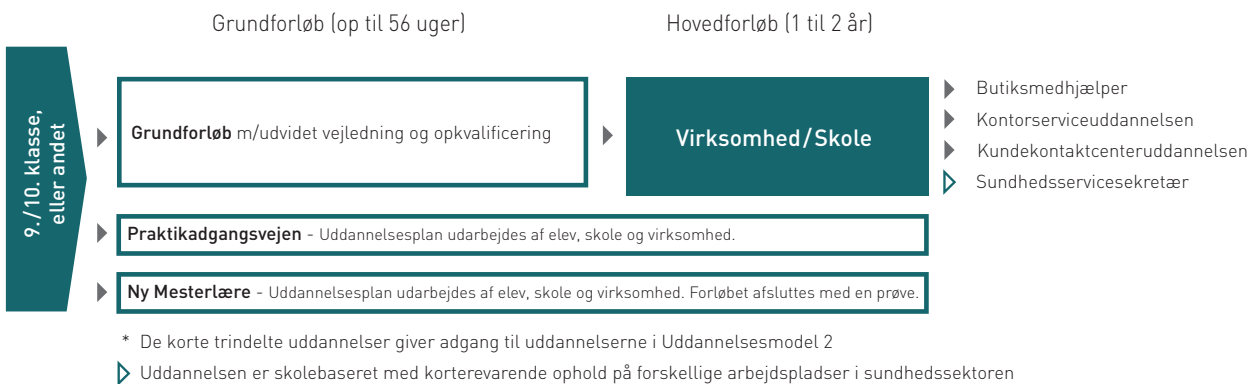 Grundforløb (op til 56 uger)
Hovedforløb (1 til 2 år)
9./10. klasse,
eller andet
Grundforløb m/udvidet vejledning og opkvalificering
Virksomhed/Skole
Butiksmedhjælper
Kontorserviceuddannelsen
Kundekontaktcenteruddannelsen
Sundhedsservicesekretær
Praktikadgangsvejen - Uddannelsesplan udarbejdes af elev, skole og virksomhed.
Ny Mesterlære - Uddannelsesplan udarbejdes af elev, skole og virksomhed. Forløbet afsluttes med en prøve.
* De korte trindelte uddannelser giver adgang til uddannelserne i Uddannelsesmodel 2
Uddannelsen er skolebaseret med korterevarende ophold på forskellige arbejdspladser i sundhedssektoren